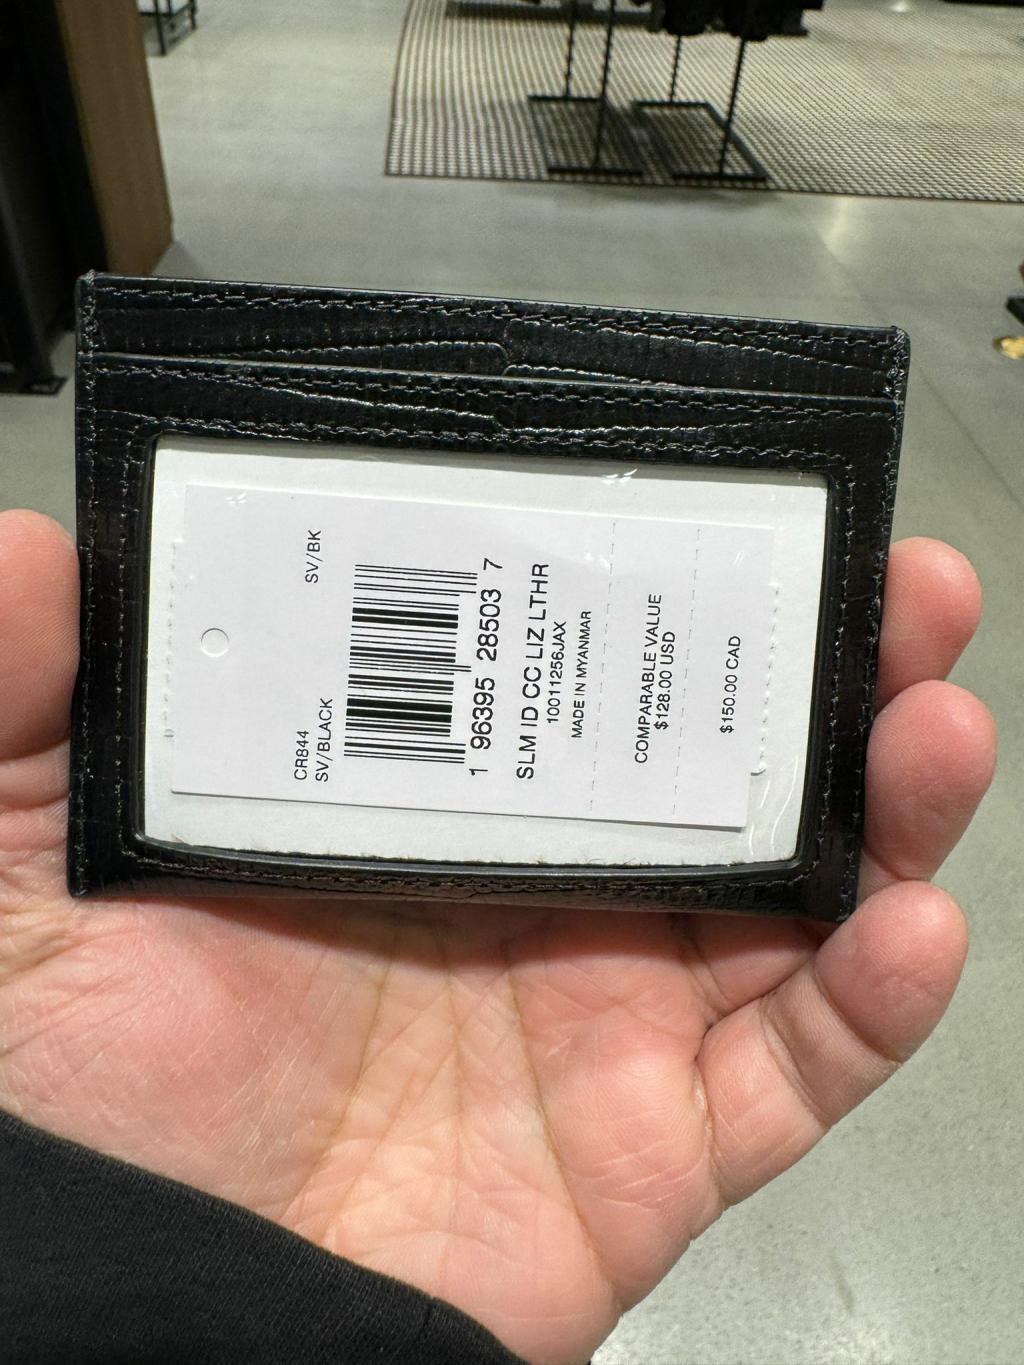 CR844 SV/BK
SV/BLACK
1 96395 28503 7
SLM ID CC LIZ LTHR
10011256JAX
MADE IN MYANMAR
COMPARABLE VALUE
$128.00 USD
$150.00 CAD